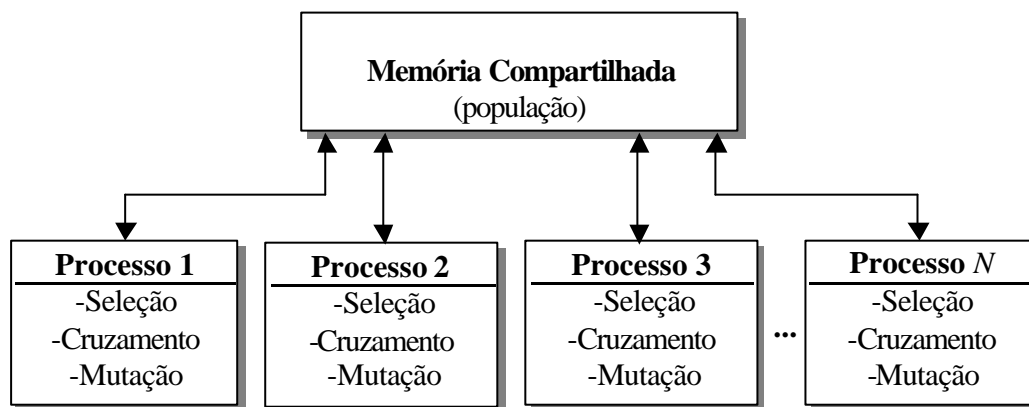 Memória Compartilhada
(população)
Processo 1
-Seleção
-Cruzamento
-Mutação
Processo 2
-Seleção
-Cruzamento
-Mutação
Processo 3
-Seleção
-Cruzamento
-Mutação
...
Processo N
-Seleção
-Cruzamento
-Mutação